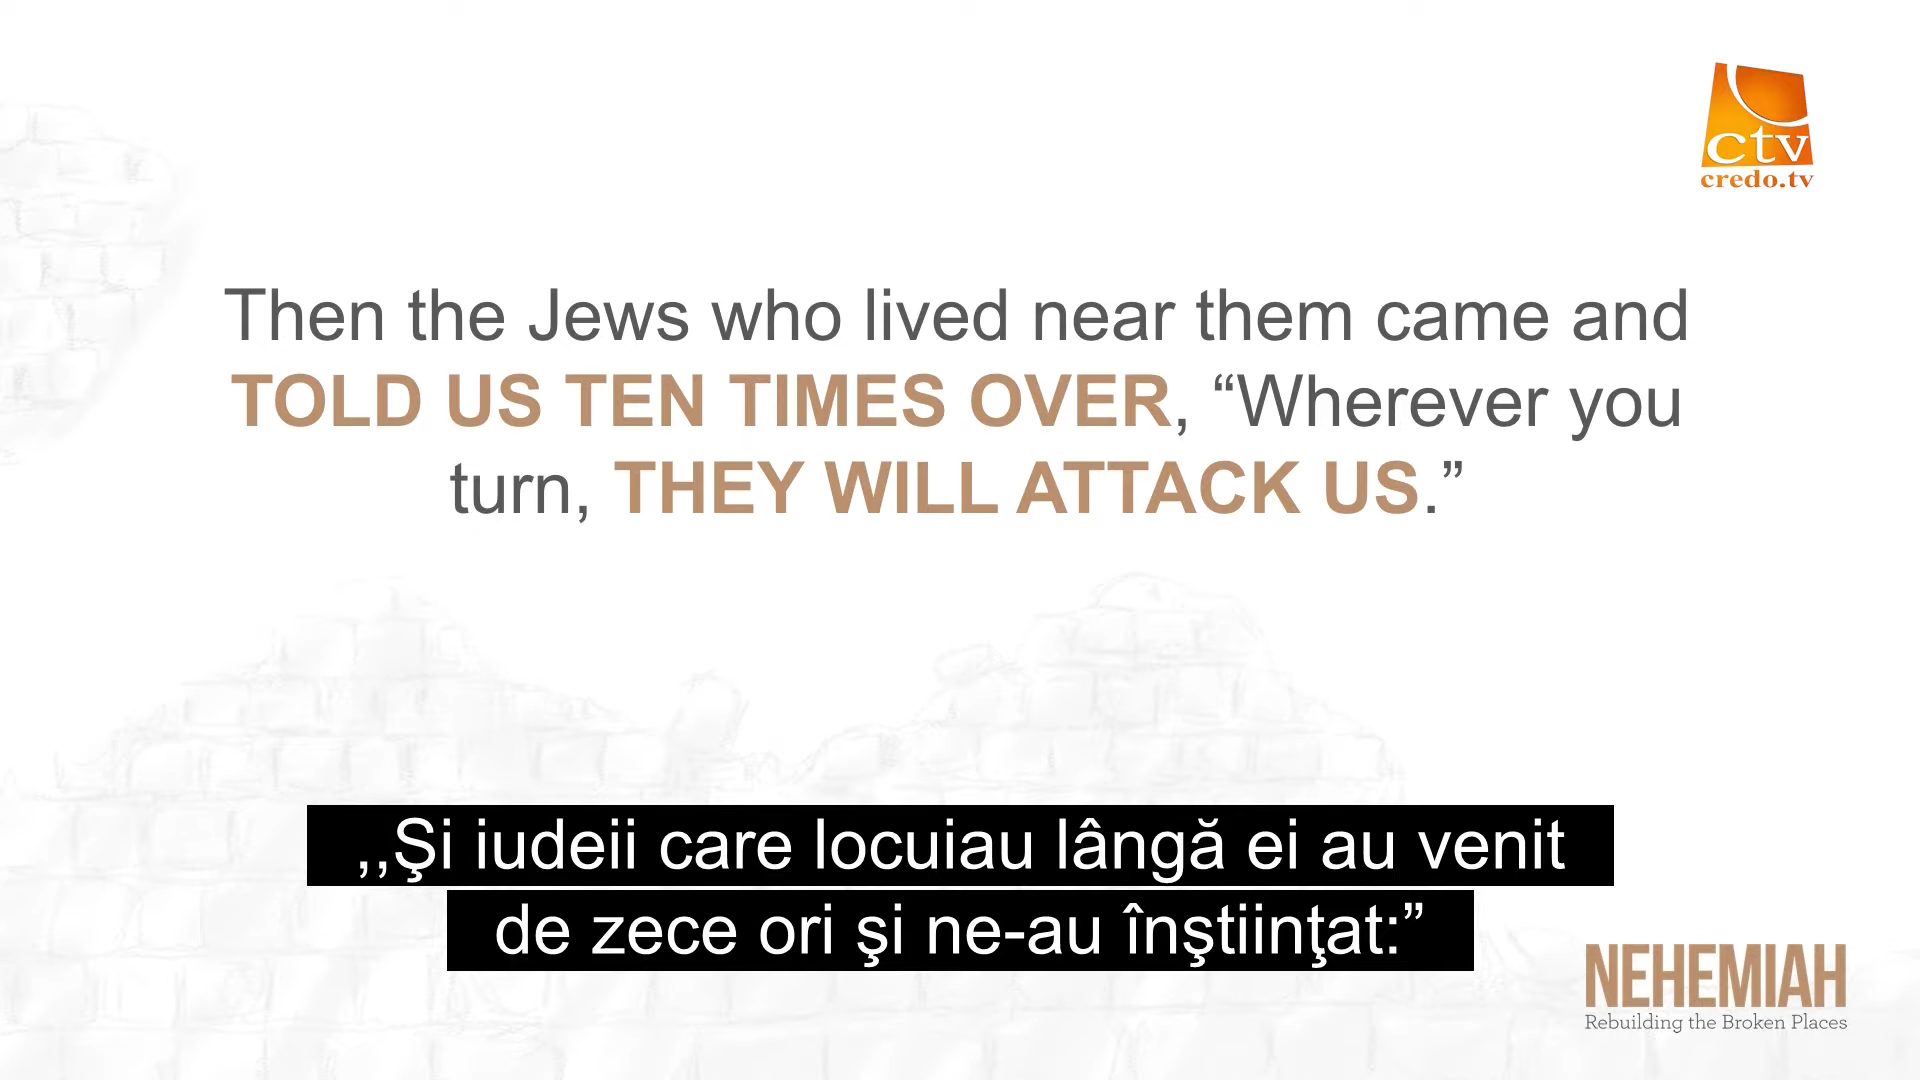 ctv
credo.tv
Then the Jews who lived near them came and
TOLD US TEN TIMES OVER, “Wherever you
turn, THEY WILL ATTACK US.”
,,Şi iudeii care locuiau lângă ei au venit
de zece ori şi ne-au înştiinţat:”
NEHEMIAH
Rebuilding the Broken Places